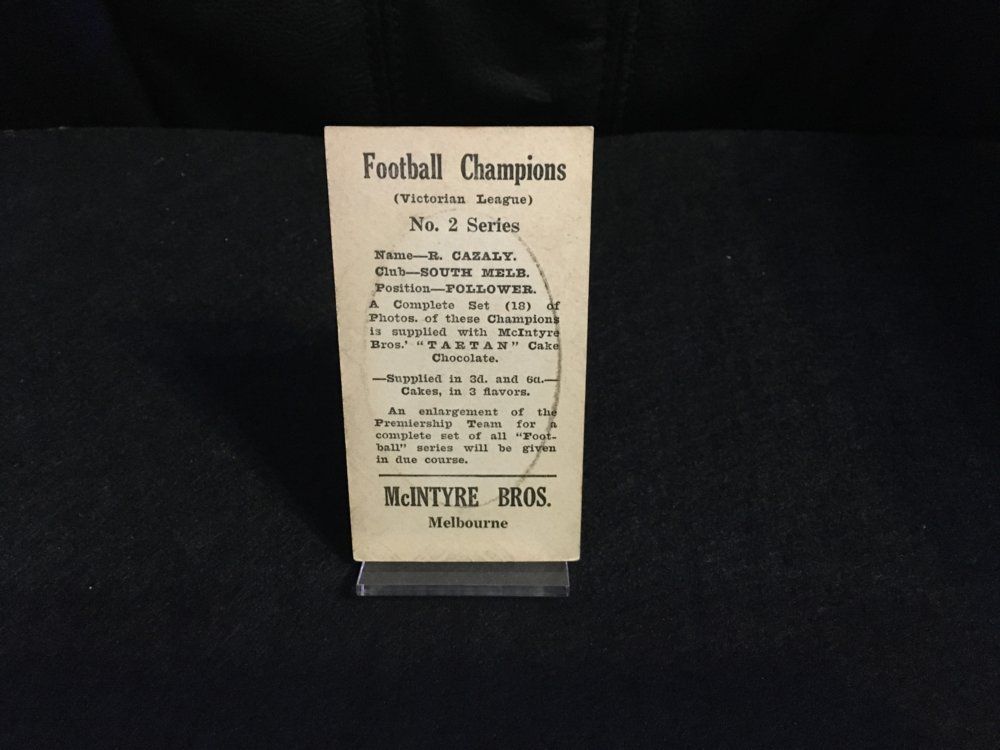 Football Champions
(Victorian League)
No. 2 Series
Name—R. CAZALY.
Club—SOUTH MELB.
Position—FOLLOWER.
A Complete Set (18) of
Photos. of these Champions
is supplied with McIntyre
Bros.' "TARTAN" Cake
Chocolate.
—Supplied in 3d. and 6d.—
Cakes, in 3 flavors.
An enlargement of the
Premiership Team for a
complete set of all "Foot-
ball" series will be given
in due course.
McINTYRE BROS.
Melbourne